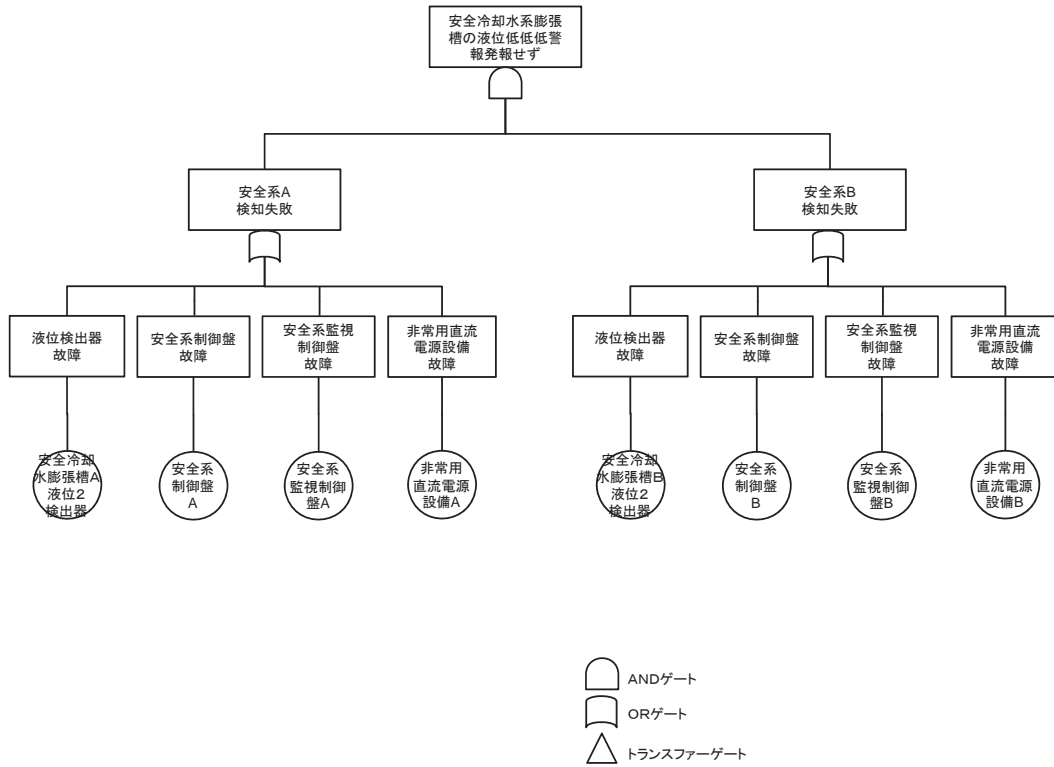 安全冷却水系膨張
槽の液位低低低警
報発報せず
安全系A
検知失敗
安全系B
検知失敗
液位検出器
故障
安全系制御盤
故障
安全系監視
制御盤
故障
非常用直流
電源設備
故障
液位検出器
故障
安全系制御盤
故障
安全系監視
制御盤
故障
非常用直流
電源設備
故障
安全冷却
水膨張槽A
液位2
検出器
安全系
制御盤
A
安全系
監視制御
盤A
非常用
直流電源
設備A
安全冷却
水膨張槽B
液位2
検出器
安全系
制御盤
B
安全系
監視制御
盤B
非常用
直流電源
設備B
ANDゲート
ORゲート
トランスファーゲート